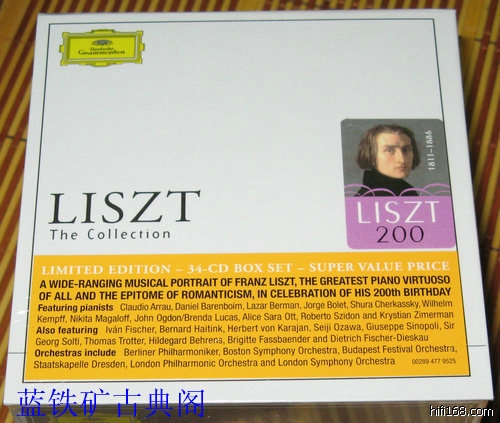 Deutsche
Grammophon
1811–1886
LISZT
The Collection
LISZT
200
LIMITED EDITION – 34-CD BOX SET – SUPER VALUE PRICE
A WIDE-RANGING MUSICAL PORTRAIT OF FRANZ LISZT, THE GREATEST PIANO VIRTUOSO
OF ALL AND THE EPITOME OF ROMANTICISM, IN CELEBRATION OF HIS 200th BIRTHDAY
Featuring pianists Claudio Arrau, Daniel Barenboim, Lazar Berman, Jorge Bolet, Shura Cherkassky, Wilhelm
Kempff, Nikita Magaloff, John Ogdon/Brenda Lucas, Alice Sara Ott, Roberto Szidon and Krystian Zimerman
Also featuring Iván Fischer, Bernard Haitink, Herbert von Karajan, Seiji Ozawa, Giuseppe Sinopoli, Sir
Georg Solti, Thomas Trotter, Hildegard Behrens, Brigitte Fassbaender and Dietrich Fischer-Dieskau
Orchestras include Berliner Philharmoniker, Boston Symphony Orchestra, Budapest Festival Orchestra,
Staatskapelle Dresden, London Philharmonic Orchestra and London Symphony Orchestra
00289 477 9525
蓝铁矿古典阁
hifi168.com